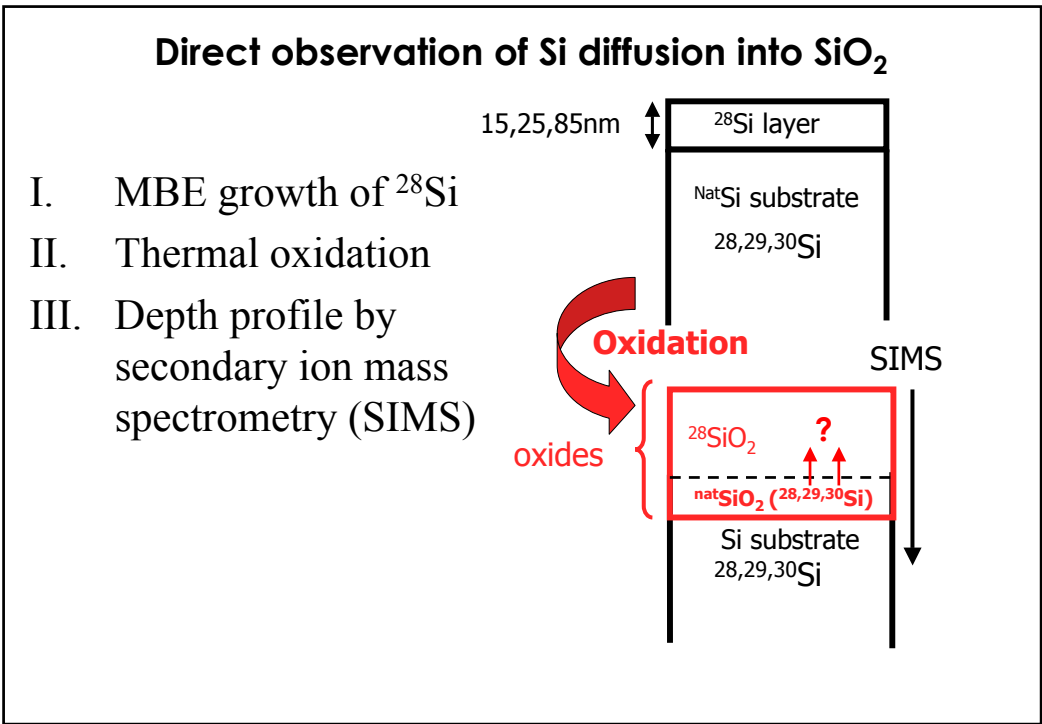 Direct observation of Si diffusion into SiO₂
15,25,85nm
²⁸Si layer
I. MBE growth of ²⁸Si
II. Thermal oxidation
III. Depth profile by
secondary ion mass
spectrometry (SIMS)
ᴺᵃᵗSi substrate
²⁸,²⁹,³⁰Si
Oxidation
SIMS
oxides
²⁸SiO₂
?
ⁿᵃᵗSiO₂ (²⁸,²⁹,³⁰Si)
Si substrate
²⁸,²⁹,³⁰Si